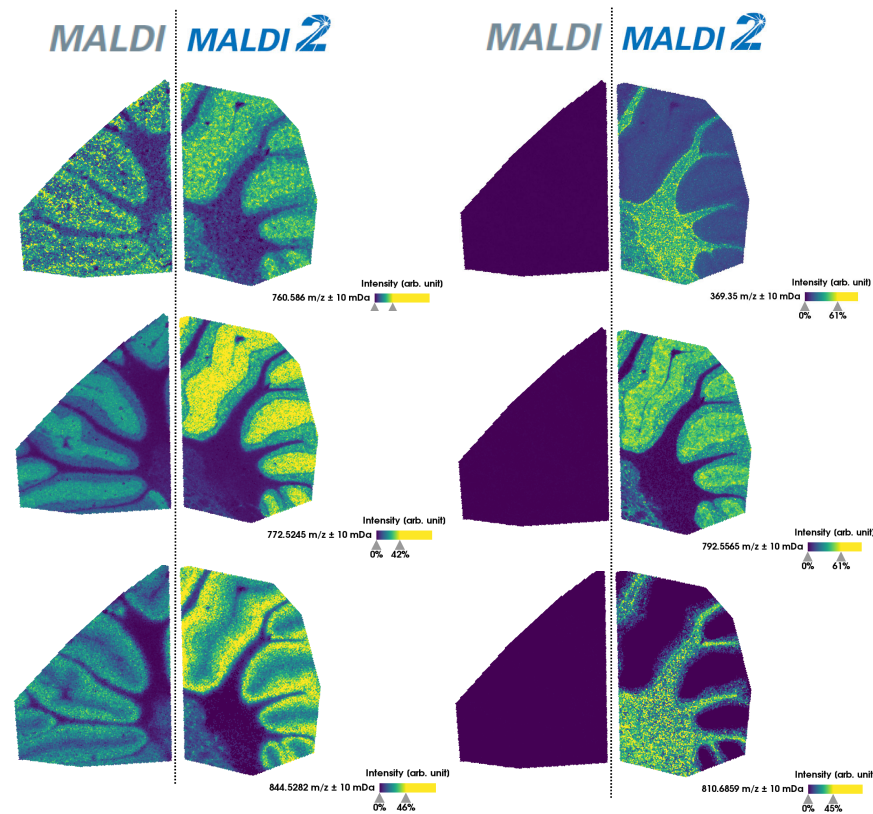 MALDI MALDI 2
MALDI MALDI 2
Intensity (arb. unit)
760.586 m/z ± 10 mDa
Intensity (arb. unit)
369.35 m/z ± 10 mDa
0% 61%
Intensity (arb. unit)
772.5245 m/z ± 10 mDa
0% 42%
Intensity (arb. unit)
792.5565 m/z ± 10 mDa
0% 61%
Intensity (arb. unit)
844.5282 m/z ± 10 mDa
0% 46%
Intensity (arb. unit)
810.6859 m/z ± 10 mDa
0% 45%